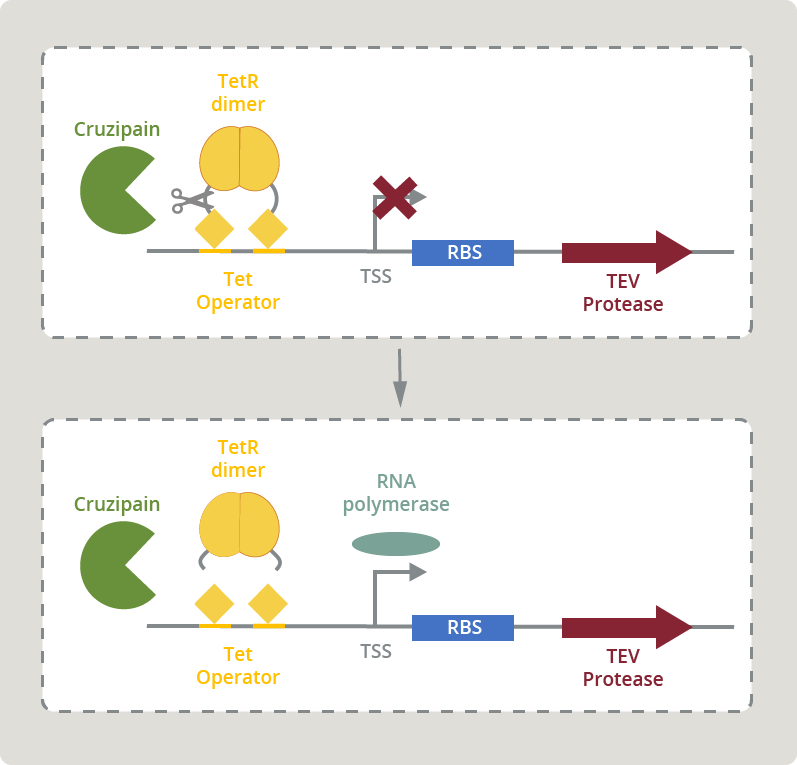 TetR
dimer
Cruzipain
RBS
TSS
Tet
Operator
TEV
Protease
TetR
dimer
RNA
polymerase
Cruzipain
RBS
TSS
Tet
Operator
TEV
Protease